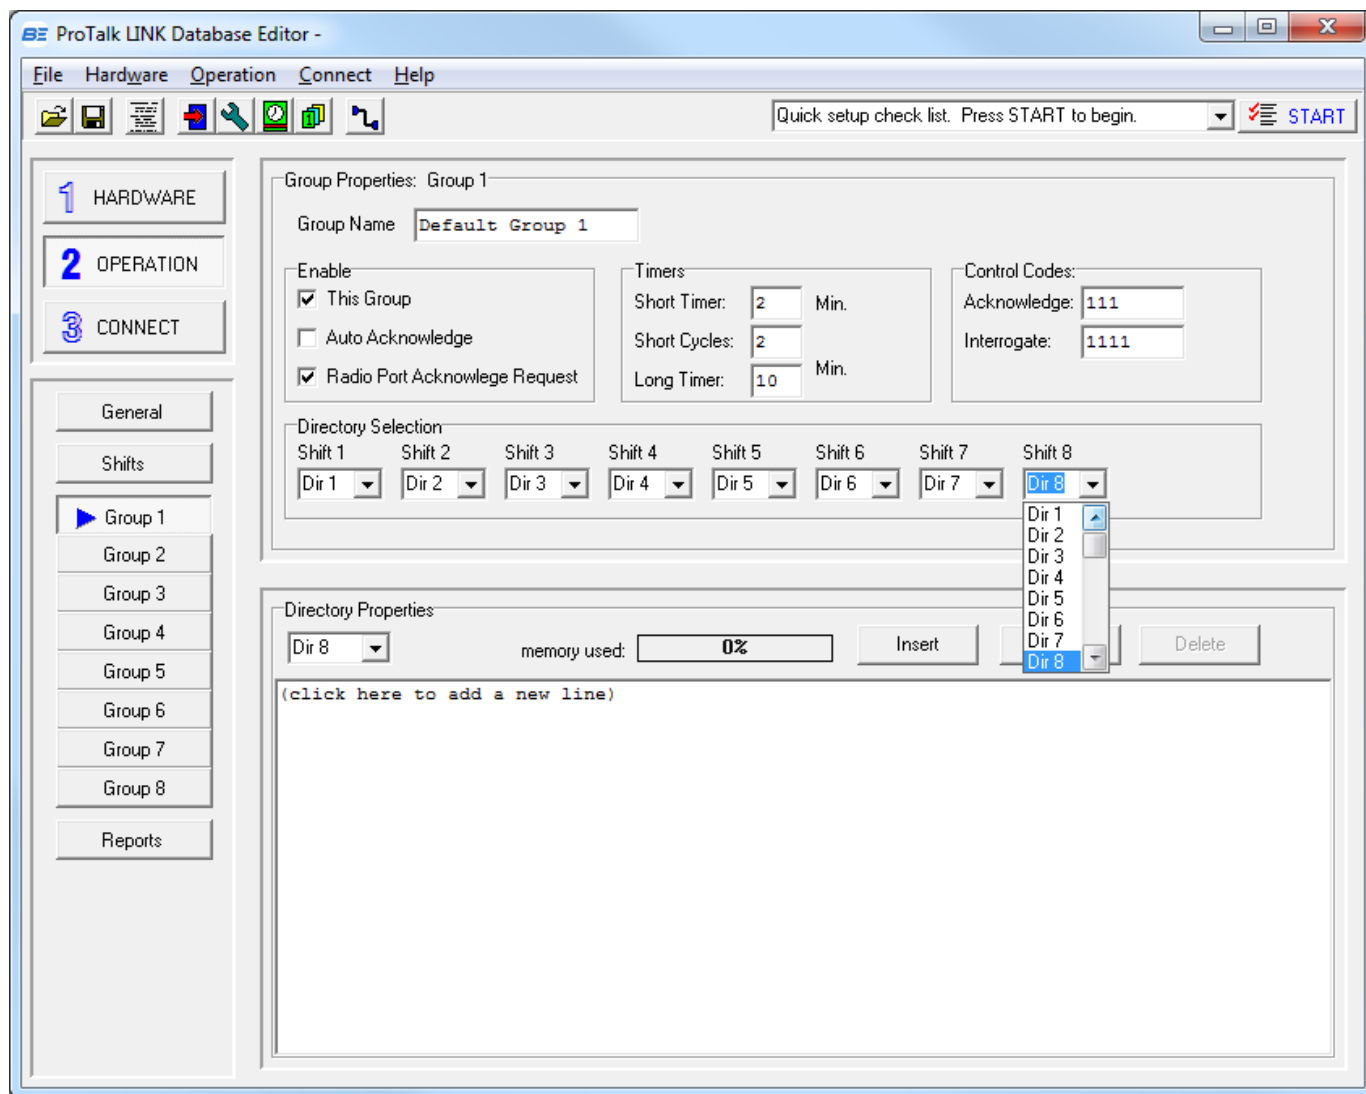 BE ProTalk LINK Database Editor -
File Hardware Operation Connect Help
Quick setup check list. Press START to begin. START
1 HARDWARE
2 OPERATION
3 CONNECT
General
Shifts
Group 1
Group 2
Group 3
Group 4
Group 5
Group 6
Group 7
Group 8
Reports
Group Properties: Group 1
Group Name Default Group 1
Enable
This Group
Auto Acknowledge
Radio Port Acknowlege Request
Timers
Short Timer: 2 Min.
Short Cycles: 2
Long Timer: 10 Min.
Control Codes:
Acknowledge: 111
Interrogate: 1111
Directory Selection
Shift 1 Shift 2 Shift 3 Shift 4 Shift 5 Shift 6 Shift 7 Shift 8
Dir 1 Dir 2 Dir 3 Dir 4 Dir 5 Dir 6 Dir 7 Dir 8
Dir 1
Dir 2
Dir 3
Dir 4
Dir 5
Dir 6
Dir 7
Dir 8
Directory Properties
Dir 8 memory used: 0% Insert Delete
(click here to add a new line)